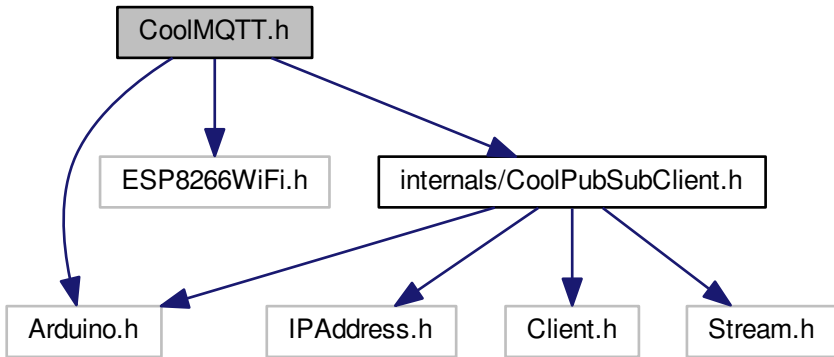 CoolMQTT.h
ESP8266WiFi.h
internals/CoolPubSubClient.h
Arduino.h
IPAddress.h
Client.h
Stream.h